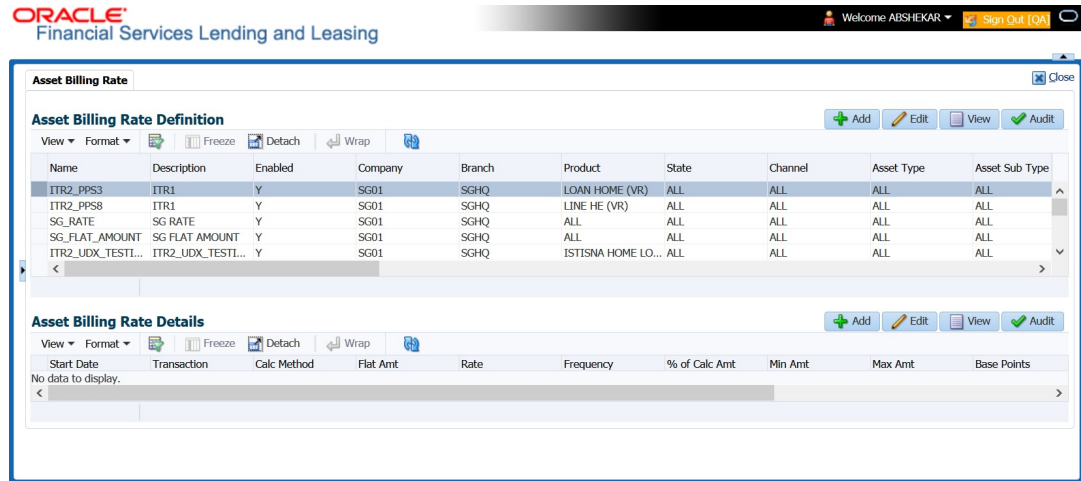 ORACLE
Financial Services Lending and Leasing
Welcome ABSHEKAR Sign Out [QA]
Asset Billing Rate
Close
Asset Billing Rate Definition
Add Edit View Audit
View Format Freeze Detach Wrap
Name Description Enabled Company Branch Product State Channel Asset Type Asset Sub Type
ITR2_PPS3 ITR1 Y SG01 SGHQ LOAN HOME (VR) ALL ALL ALL ALL
ITR2_PPS8 ITR1 Y SG01 SGHQ LINE HE (VR) ALL ALL ALL ALL
SG_RATE SG RATE Y SG01 SGHQ ALL ALL ALL ALL ALL
SG_FLAT_AMOUNT SG FLAT AMOUNT Y SG01 SGHQ ALL ALL ALL ALL ALL
ITR2_UDX_TESTI... ITR2_UDX_TESTI... Y SG01 SGHQ ISTISNA HOME LO... ALL ALL ALL ALL
Asset Billing Rate Details
Add Edit View Audit
View Format Freeze Detach Wrap
Start Date Transaction Calc Method Flat Amt Rate Frequency % of Calc Amt Min Amt Max Amt Base Points
No data to display.